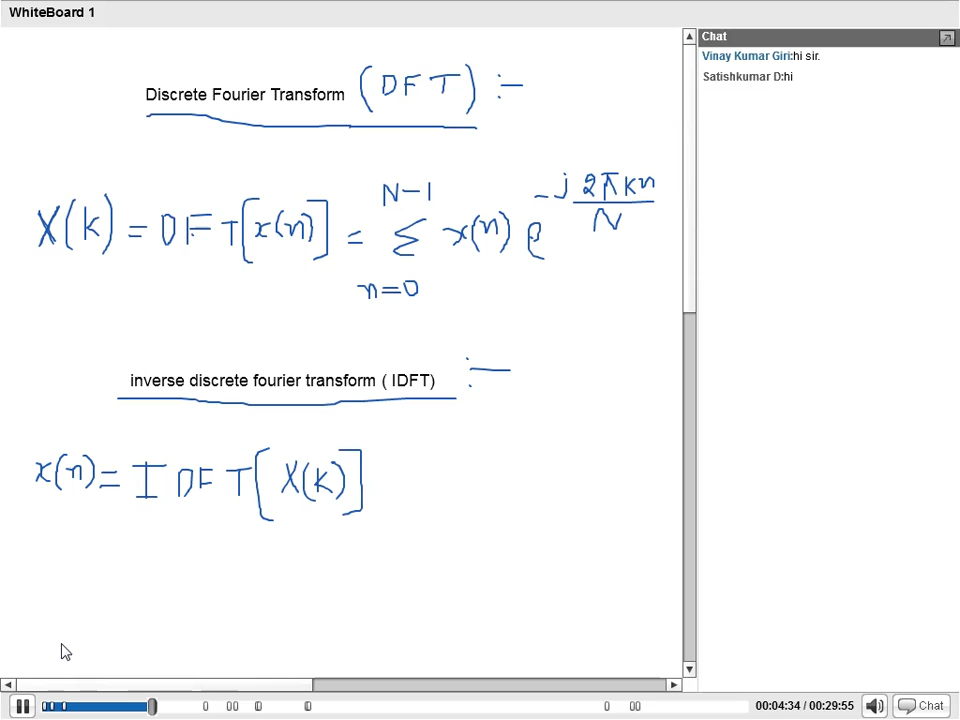 WhiteBoard 1
Chat
Vinay Kumar Giri:hi sir.
Satishkumar D:hi
Discrete Fourier Transform (DFT) :-
X(k) = DFT[x(n)] = N-1 Σ n=0 x(n) e -j 2πkn / N
inverse discrete fourier transform ( IDFT) :-
x(n) = IDFT[X(k)]
00:04:34 / 00:29:55
Chat